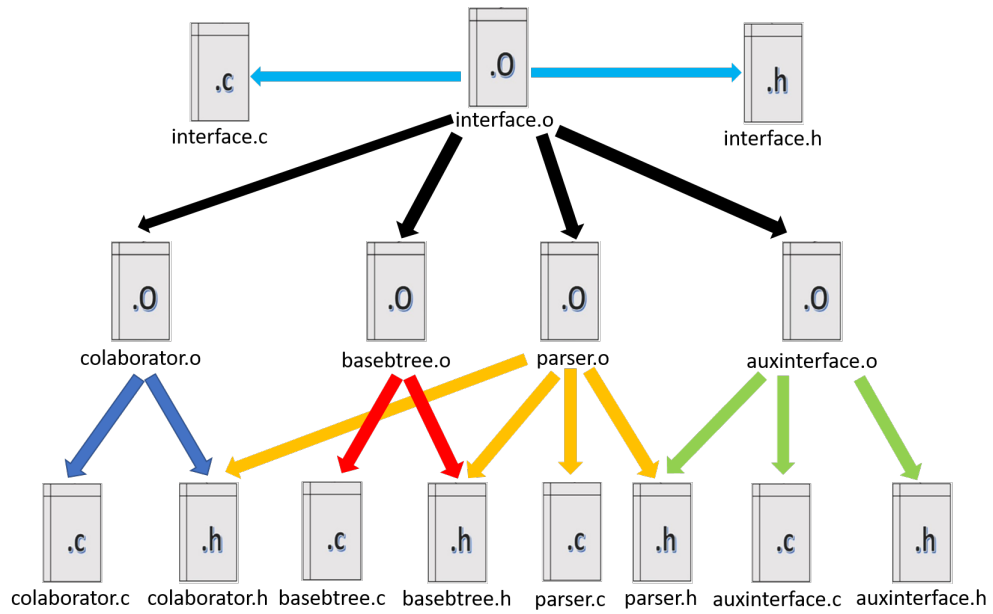 .c
.O
.h
interface.c
interface.o
interface.h
.O
.O
.O
.O
colaborator.o
basebtree.o
parser.o
auxinterface.o
.c
.h
.c
.h
.c
.h
.c
.h
colaborator.c
colaborator.h
basebtree.c
basebtree.h
parser.c
parser.h
auxinterface.c
auxinterface.h